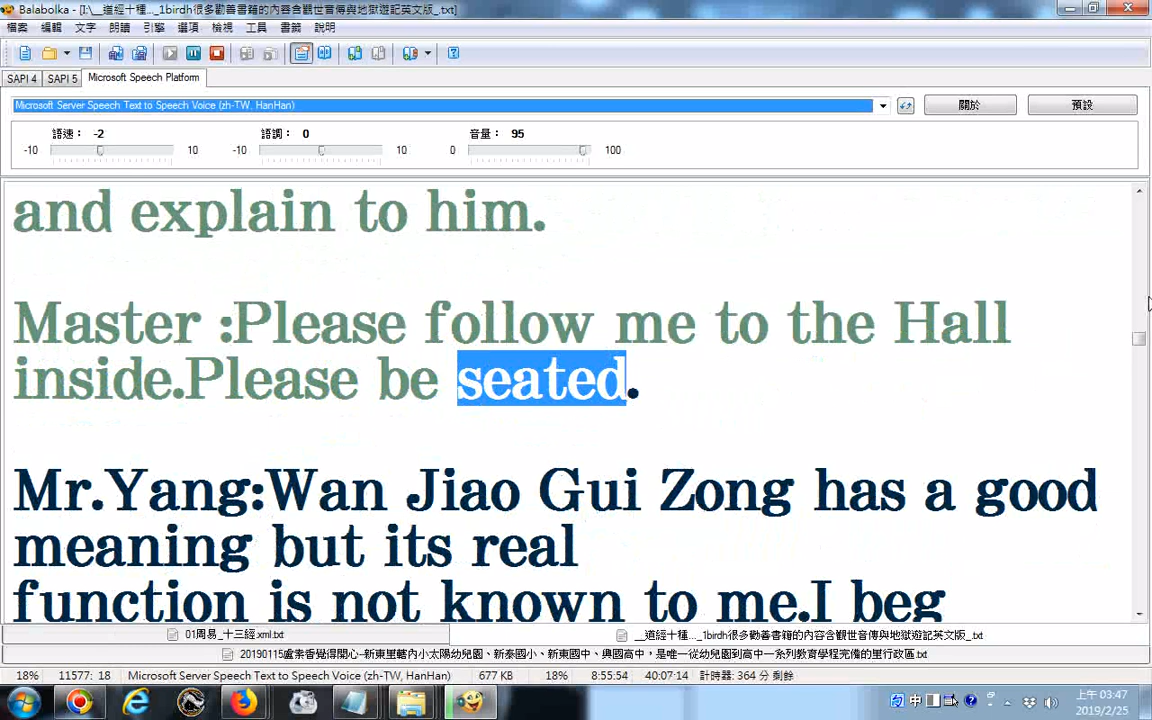 Balabolka - [I:\__道經十種..._1birdh很多勸善書籍的內容含觀世音傳與地獄遊記英文版_.txt]
檔案 編輯 文字 朗讀 引擎 選項 檢視 工具 書籤 說明
SAPI 4 SAPI 5 Microsoft Speech Platform
Microsoft Server Speech Text to Speech Voice (zh-TW, HanHan) 關於 預設
語速： -2 語調： 0 音量： 95
-10 10 -10 10 0 100
and explain to him.
Master :Please follow me to the Hall
inside.Please be seated.
Mr.Yang:Wan Jiao Gui Zong has a good
meaning but its real
function is not known to me.I beg
01周易_十三經.xml.txt __道經十種..._1birdh很多勸善書籍的內容含觀世音傳與地獄遊記英文版_.txt
20190115盧素香覺得開心-新東里轄內小太陽幼兒園、新泰國小、新東國中、興國高中，是唯一從幼兒園到高中一系列教育學程完備的里行政區.txt
18% 11577: 18 Microsoft Server Speech Text to Speech Voice (zh-TW, HanHan) 677 KB 18% 8:55:54 40:07:14 計時器: 364 分 剩餘
中 上午 03:47
2019/2/25